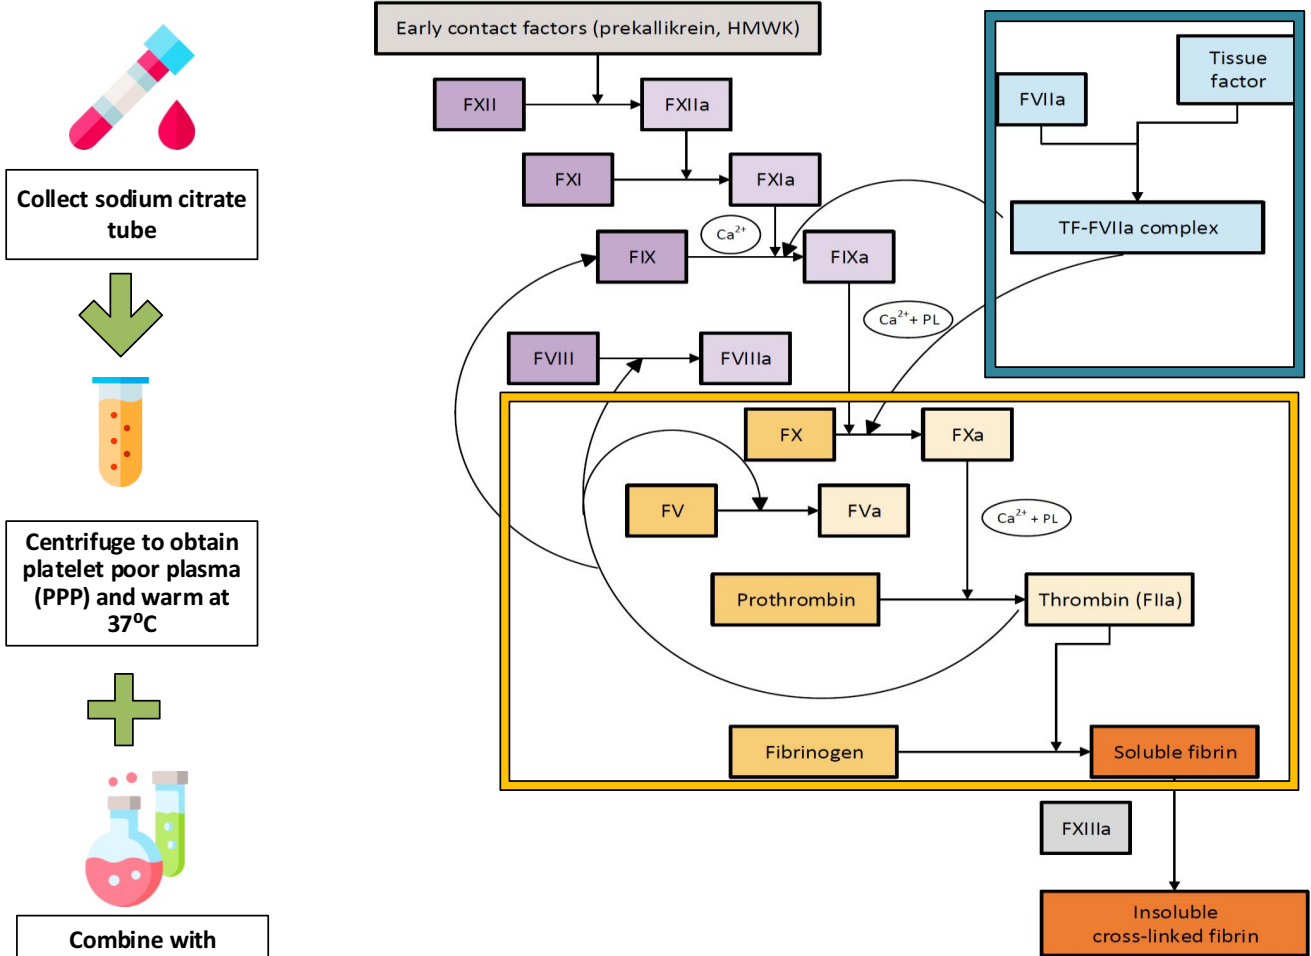 Collect sodium citrate
tube
Centrifuge to obtain
platelet poor plasma
(PPP) and warm at
37⁰C
Combine with
Early contact factors (prekallikrein, HMWK)
FXII
FXIIa
FXI
FXIa
Ca²⁺
FIX
FIXa
Ca²⁺+ PL
FVIII
FVIIIa
Tissue
factor
FVIIa
TF-FVIIa complex
FX
FXa
FV
FVa
Ca²⁺ + PL
Prothrombin
Thrombin (FIIa)
Fibrinogen
Soluble fibrin
FXIIIa
Insoluble
cross-linked fibrin